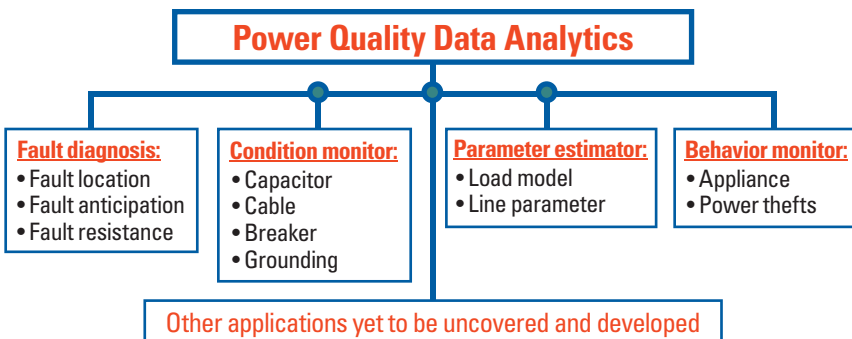 Power Quality Data Analytics
Fault diagnosis:
• Fault location
• Fault anticipation
• Fault resistance
Condition monitor:
• Capacitor
• Cable
• Breaker
• Grounding
Parameter estimator:
• Load model
• Line parameter
Behavior monitor:
• Appliance
• Power thefts
Other applications yet to be uncovered and developed